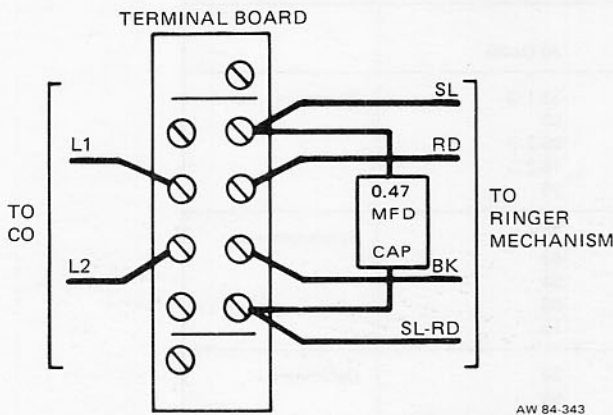 TERMINAL BOARD
SL
L1
RD
0.47
MFD
CAP
TO
CO
TO
RINGER
MECHANISM
L2
BK
SL-RD
AW 84-343